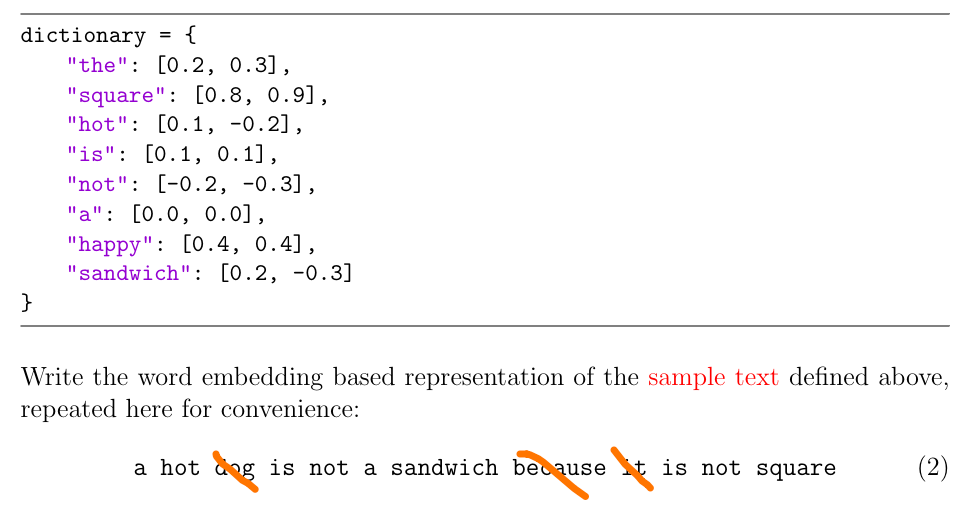 dictionary = {
"the": [0.2, 0.3],
"square": [0.8, 0.9],
"hot": [0.1, -0.2],
"is": [0.1, 0.1],
"not": [-0.2, -0.3],
"a": [0.0, 0.0],
"happy": [0.4, 0.4],
"sandwich": [0.2, -0.3]
}
Write the word embedding based representation of the sample text defined above,
repeated here for convenience:
a hot dog is not a sandwich because it is not square (2)